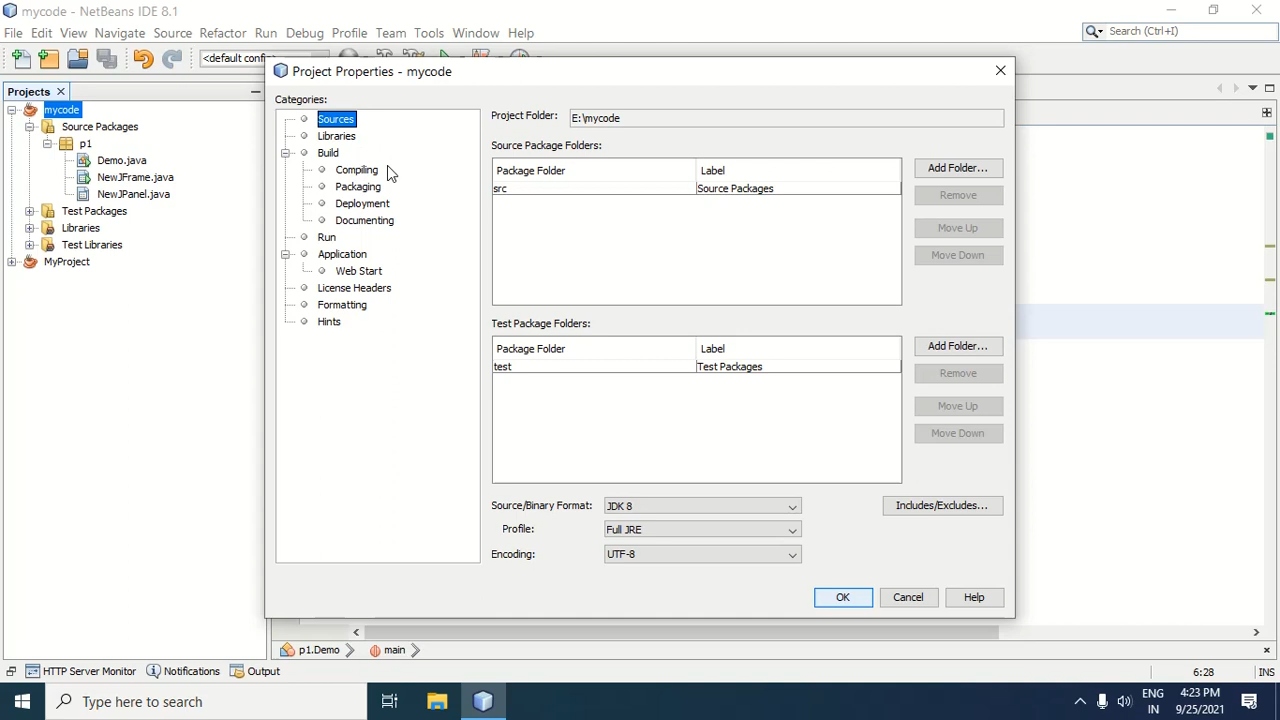 mycode - NetBeans IDE 8.1
File Edit View Navigate Source Refactor Run Debug Profile Team Tools Window Help
Search (Ctrl+I)
Project Properties - mycode
Projects
Categories:
mycode
Source Packages
p1
Demo.java
NewJFrame.java
NewJPanel.java
Test Packages
Libraries
Test Libraries
MyProject
Sources
Libraries
Build
Compiling
Packaging
Deployment
Documenting
Run
Application
Web Start
License Headers
Formatting
Hints
Project Folder: E:\mycode
Source Package Folders:
Package Folder Label
src Source Packages
Add Folder...
Remove
Move Up
Move Down
Test Package Folders:
Package Folder Label
test Test Packages
Add Folder...
Remove
Move Up
Move Down
Source/Binary Format: JDK 8
Includes/Excludes...
Profile: Full JRE
Encoding: UTF-8
OK Cancel Help
p1.Demo main
HTTP Server Monitor Notifications Output
6:28 INS
Type here to search
ENG
IN
4:23 PM
9/25/2021